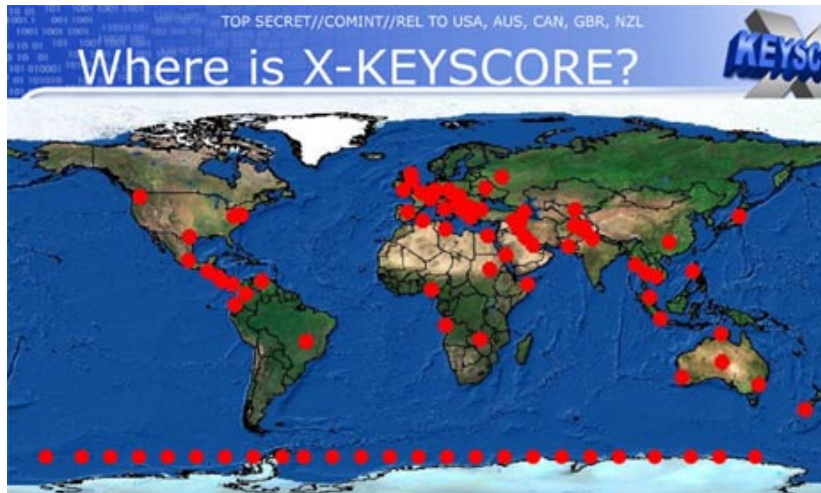 TOP SECRET//COMINT//REL TO USA, AUS, CAN, GBR, NZL
Where is X-KEYSCORE?